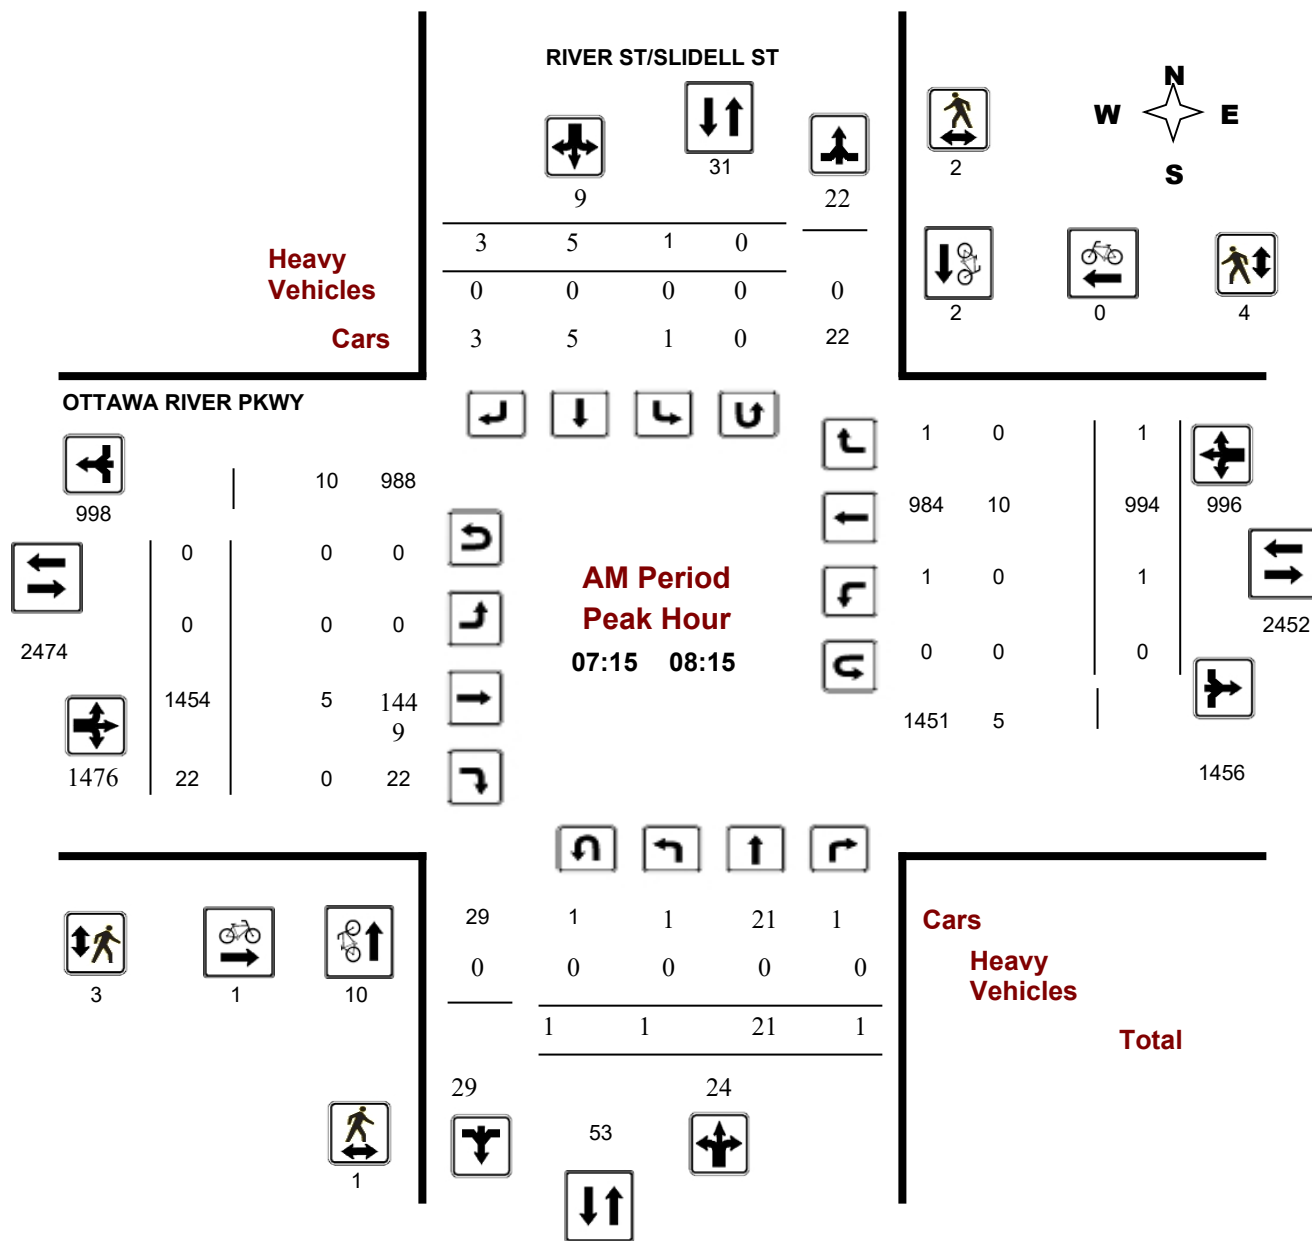 RIVER ST/SLIDELL ST
N
W E
S
31
2
9 22
3 5 1 0
Heavy
Vehicles
0 0 0 0 0
2 0 4
Cars
3 5 1 0 22
OTTAWA RIVER PKWY
1 0 1
10 988
998
984 10 994 996
0 0 0
AM Period
1 0 1
Peak Hour
0 0 0
2452
2474
07:15 08:15
0 0 0
1454 5 144
9
1451 5
1476 22 0 22
1456
29 1 1 21 1
Cars
0 0 0 0 0
Heavy
Vehicles
3 1 10
1 1 21 1
Total
29 24
53
1